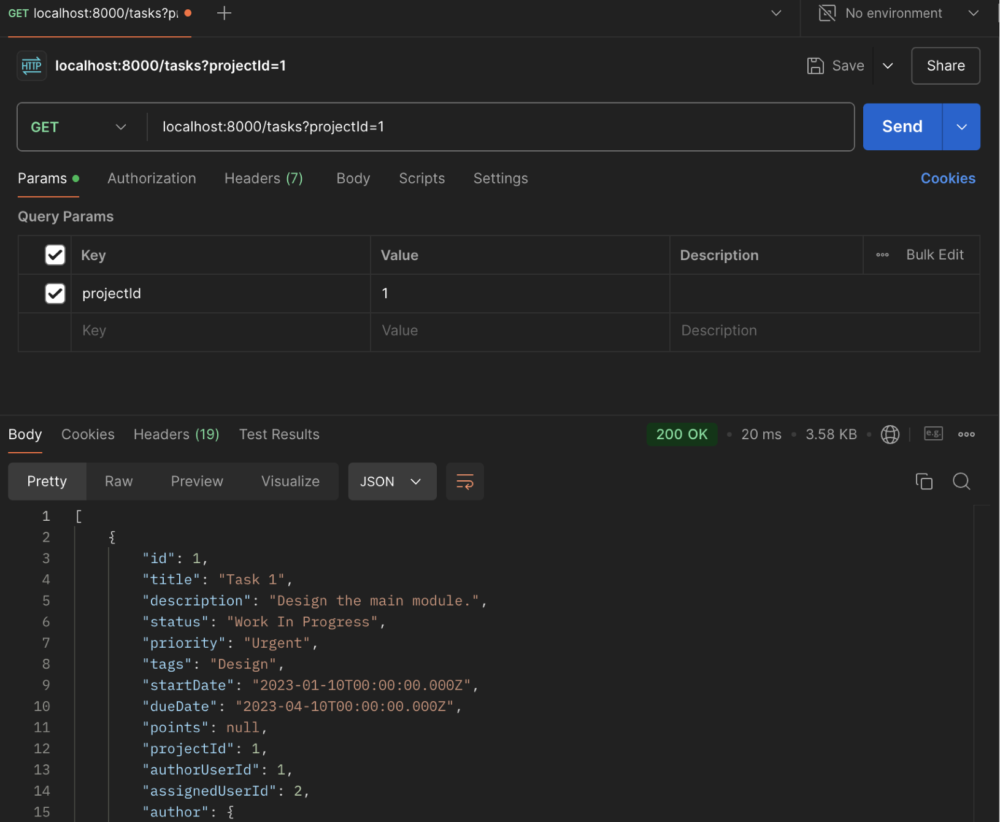 GET localhost:8000/tasks?p
No environment
HTTP localhost:8000/tasks?projectId=1
Save
Share
GET localhost:8000/tasks?projectId=1
Send
Params Authorization Headers (7) Body Scripts Settings Cookies
Query Params
Key Value Description Bulk Edit
projectId 1
Key Value Description
Body Cookies Headers (19) Test Results 200 OK • 20 ms • 3.58 KB • e.g.
Pretty Raw Preview Visualize JSON
1 [
2 {
3 "id": 1,
4 "title": "Task 1",
5 "description": "Design the main module.",
6 "status": "Work In Progress",
7 "priority": "Urgent",
8 "tags": "Design",
9 "startDate": "2023-01-10T00:00:00.000Z",
10 "dueDate": "2023-04-10T00:00:00.000Z",
11 "points": null,
12 "projectId": 1,
13 "authorUserId": 1,
14 "assignedUserId": 2,
15 "author": {